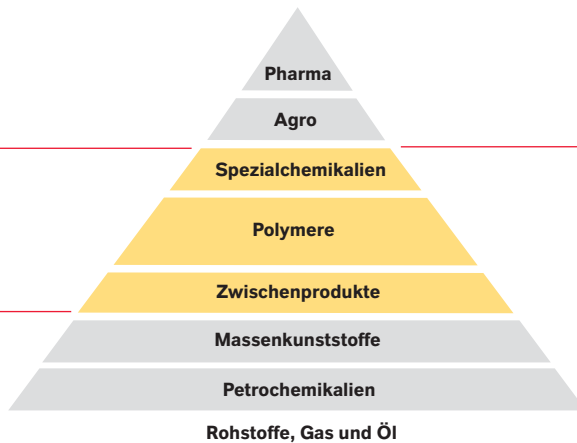 Pharma
Agro
Spezialchemikalien
Polymere
Zwischenprodukte
Massenkunststoffe
Petrochemikalien
Rohstoffe, Gas und Öl